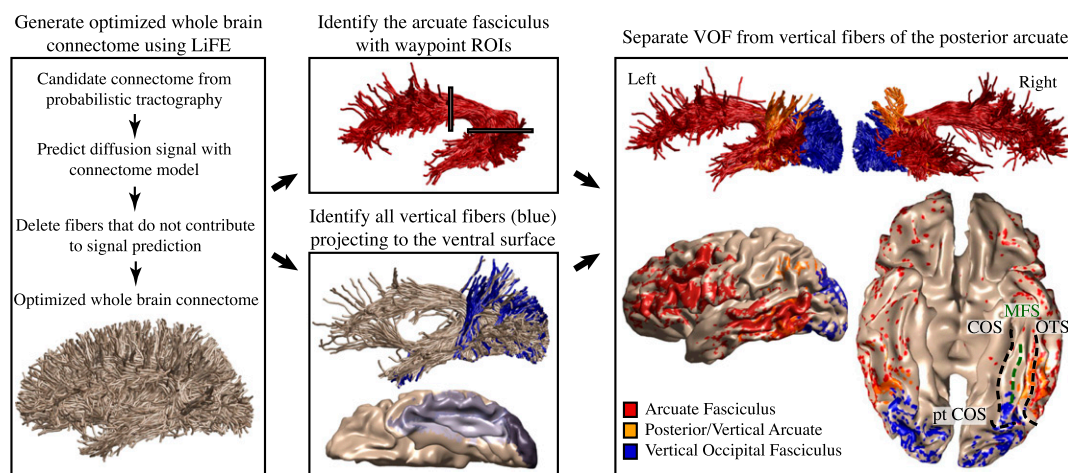 Generate optimized whole brain
connectome using LiFE
Candidate connectome from
probabilistic tractography
Predict diffusion signal with
connectome model
Delete fibers that do not contribute
to signal prediction
Optimized whole brain connectome
Identify the arcuate fasciculus
with waypoint ROIs
Identify all vertical fibers (blue)
projecting to the ventral surface
Separate VOF from vertical fibers of the posterior arcuate
Left
Right
MFS
COS
OTS
pt COS
Arcuate Fasciculus
Posterior/Vertical Arcuate
Vertical Occipital Fasciculus